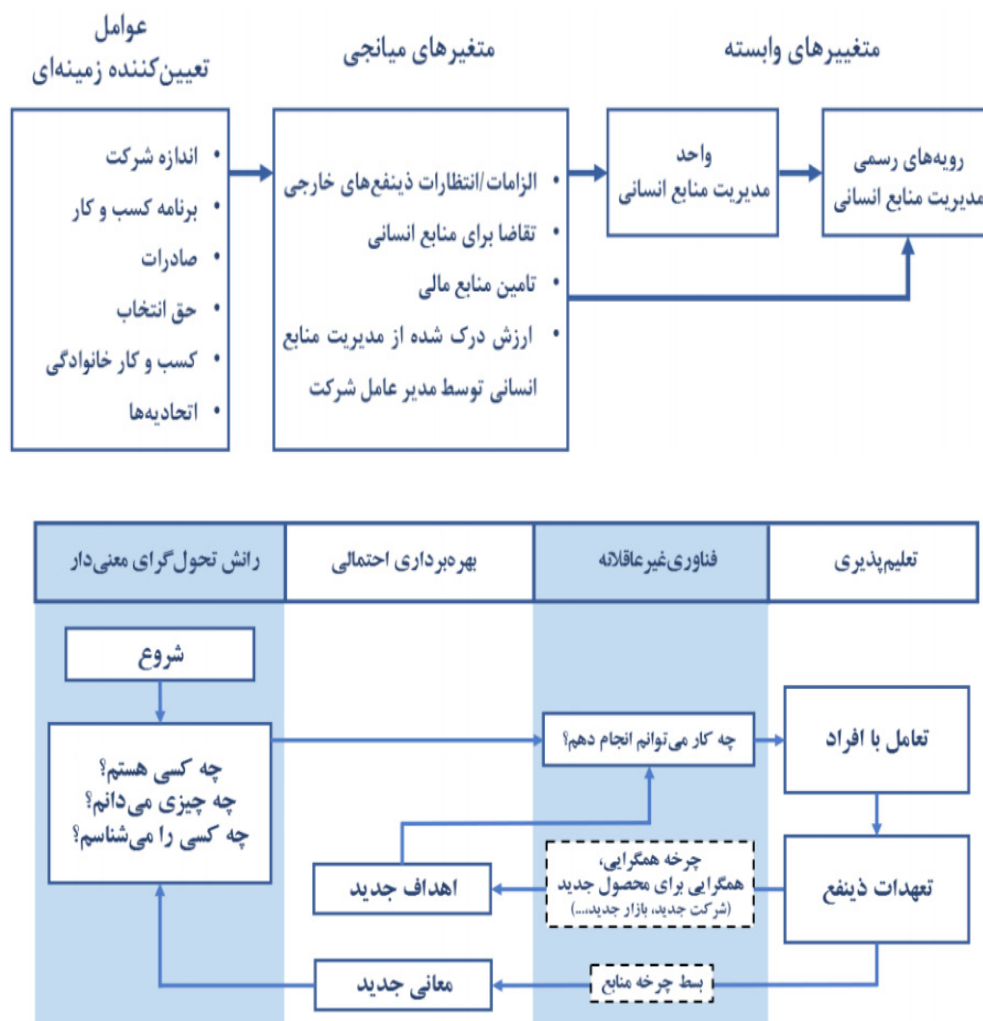 عوامل
تعیین‌کننده زمینه‌ای
متغیرهای میانجی
متغییرهای وابسته
• اندازه شرکت
• برنامه کسب و کار
• صادرات
• حق انتخاب
• کسب و کار خانوادگی
• اتحادیه‌ها
• الزامات/انتظارات ذینفع‌های خارجی
• تقاضا برای منابع انسانی
• تامین منابع مالی
• ارزش درک شده از مدیریت منابع
انسانی توسط مدیر عامل شرکت
واحد
مدیریت منابع انسانی
رویه‌های رسمی
مدیریت منابع انسانی
رانش تحول‌گرای معنی‌دار
بهره‌برداری احتمالی
فناوری‌غیرعاقلانه
تعلیم‌پذیری
شروع
چه کسی هستم؟
چه چیزی می‌دانم؟
چه کسی را می‌شناسم؟
چه کار می‌توانم انجام دهم؟
تعامل با افراد
تعهدات ذینفع
چرخه همگرایی،
همگرایی برای محصول جدید
(شرکت جدید، بازار جدید،...)
اهداف جدید
بسط چرخه منابع
معانی جدید